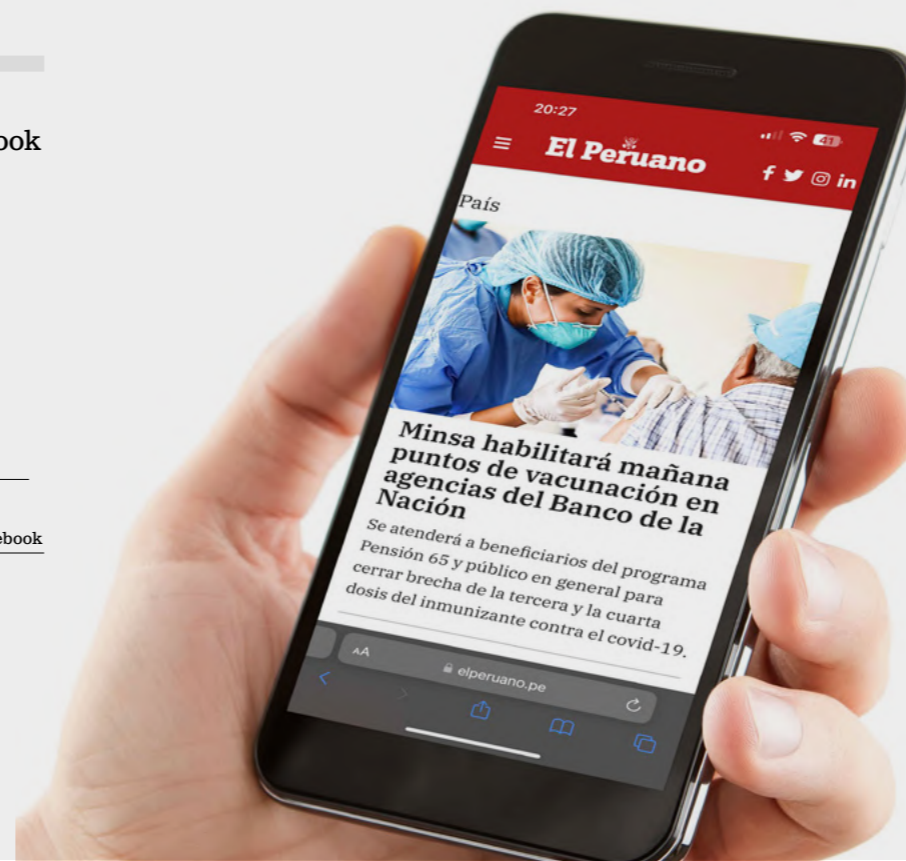 ook
ebook
20:27
41
El Peruano
f in
País
Minsa habilitará mañana
puntos de vacunación en
agencias del Banco de la
Nación
Se atenderá a beneficiarios del programa
Pensión 65 y público en general para
cerrar brecha de la tercera y la cuarta
dosis del inmunizante contra el covid-19.
AA elperuano.pe